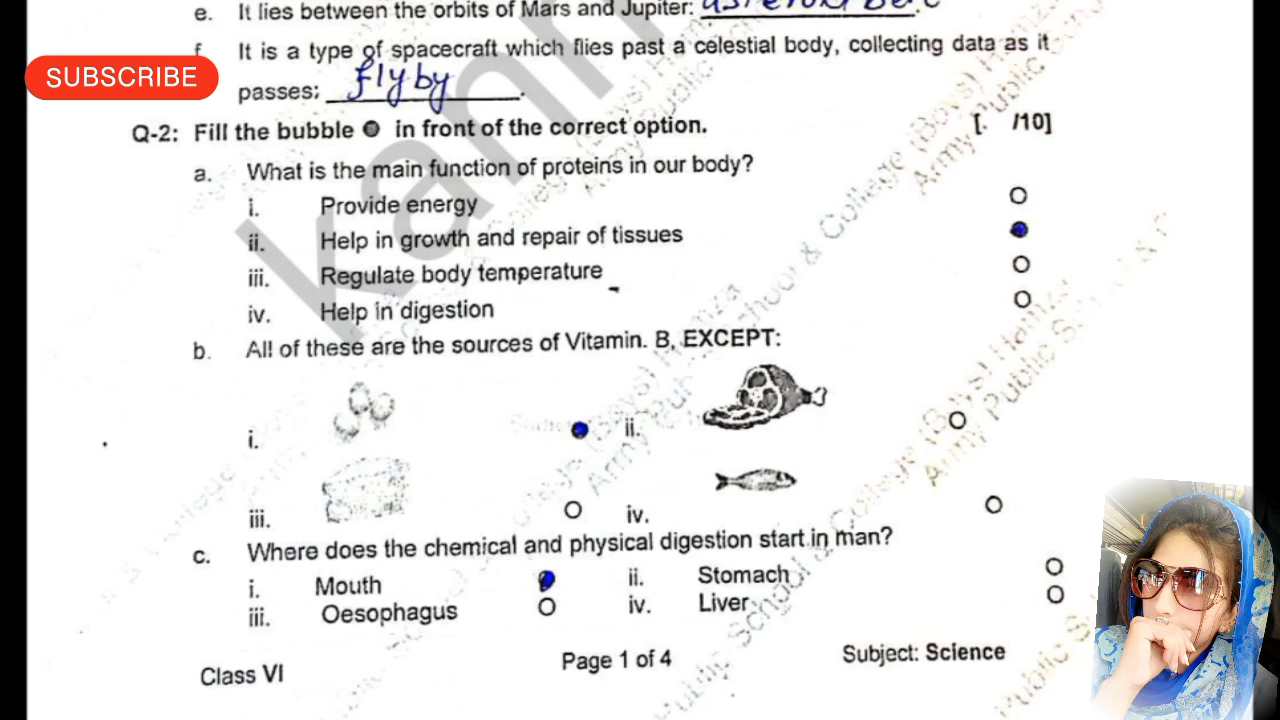 e. It lies between the orbits of Mars and Jupiter: asteroid belt.
f. It is a type of spacecraft which flies past a celestial body, collecting data as it
SUBSCRIBE
passes: flyby.
Q-2: Fill the bubble in front of the correct option. [. /10]
a. What is the main function of proteins in our body?
i. Provide energy
ii. Help in growth and repair of tissues
iii. Regulate body temperature
iv. Help in digestion
b. All of these are the sources of Vitamin. B, EXCEPT:
i. ii.
iii. iv.
c. Where does the chemical and physical digestion start in man?
i. Mouth ii. Stomach
iii. Oesophagus iv. Liver
Class VI Page 1 of 4 Subject: Science